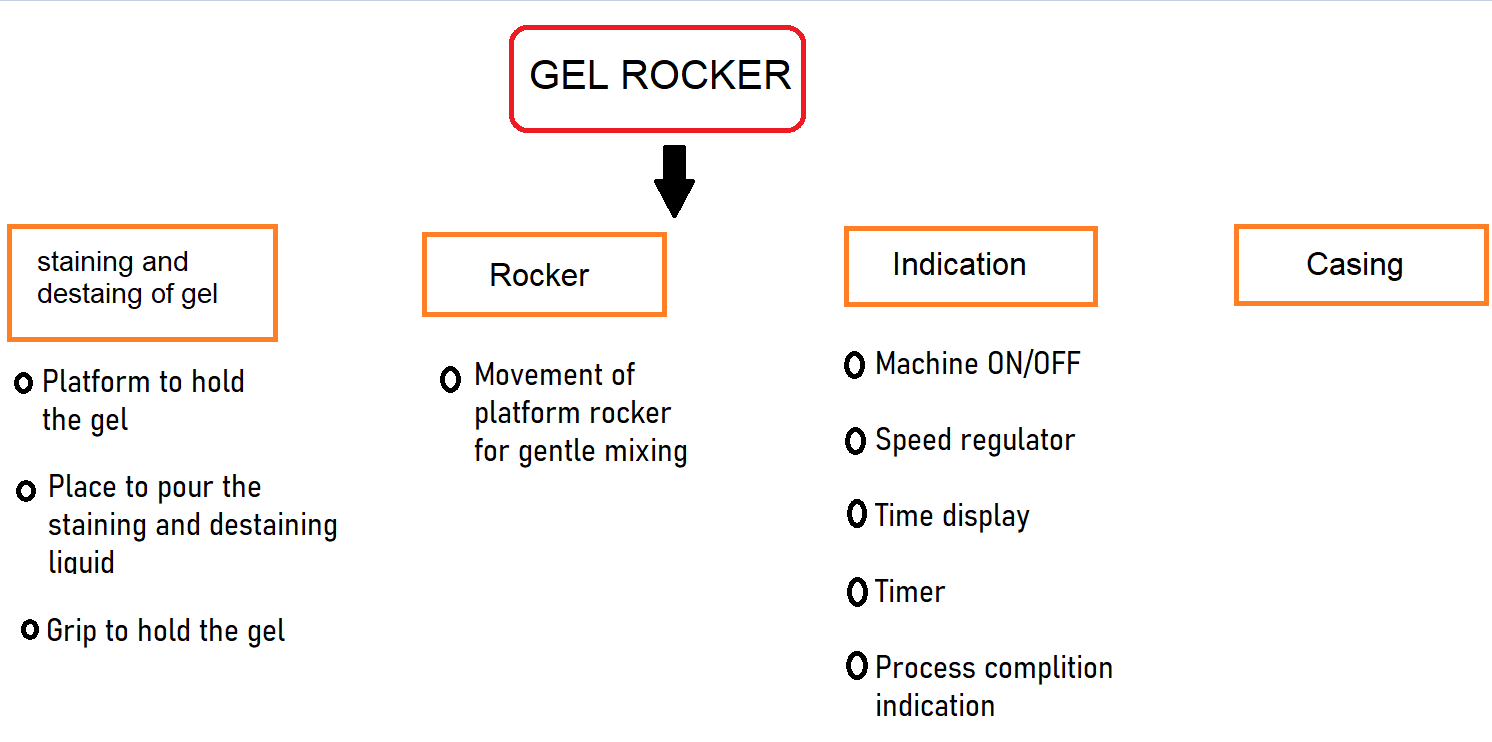 GEL ROCKER
staining and
destaing of gel
Platform to hold
the gel
Place to pour the
staining and destaining
liquid
Grip to hold the gel
Rocker
Movement of
platform rocker
for gentle mixing
Indication
Machine ON/OFF
Speed regulator
Time display
Timer
Process complition
indication
Casing